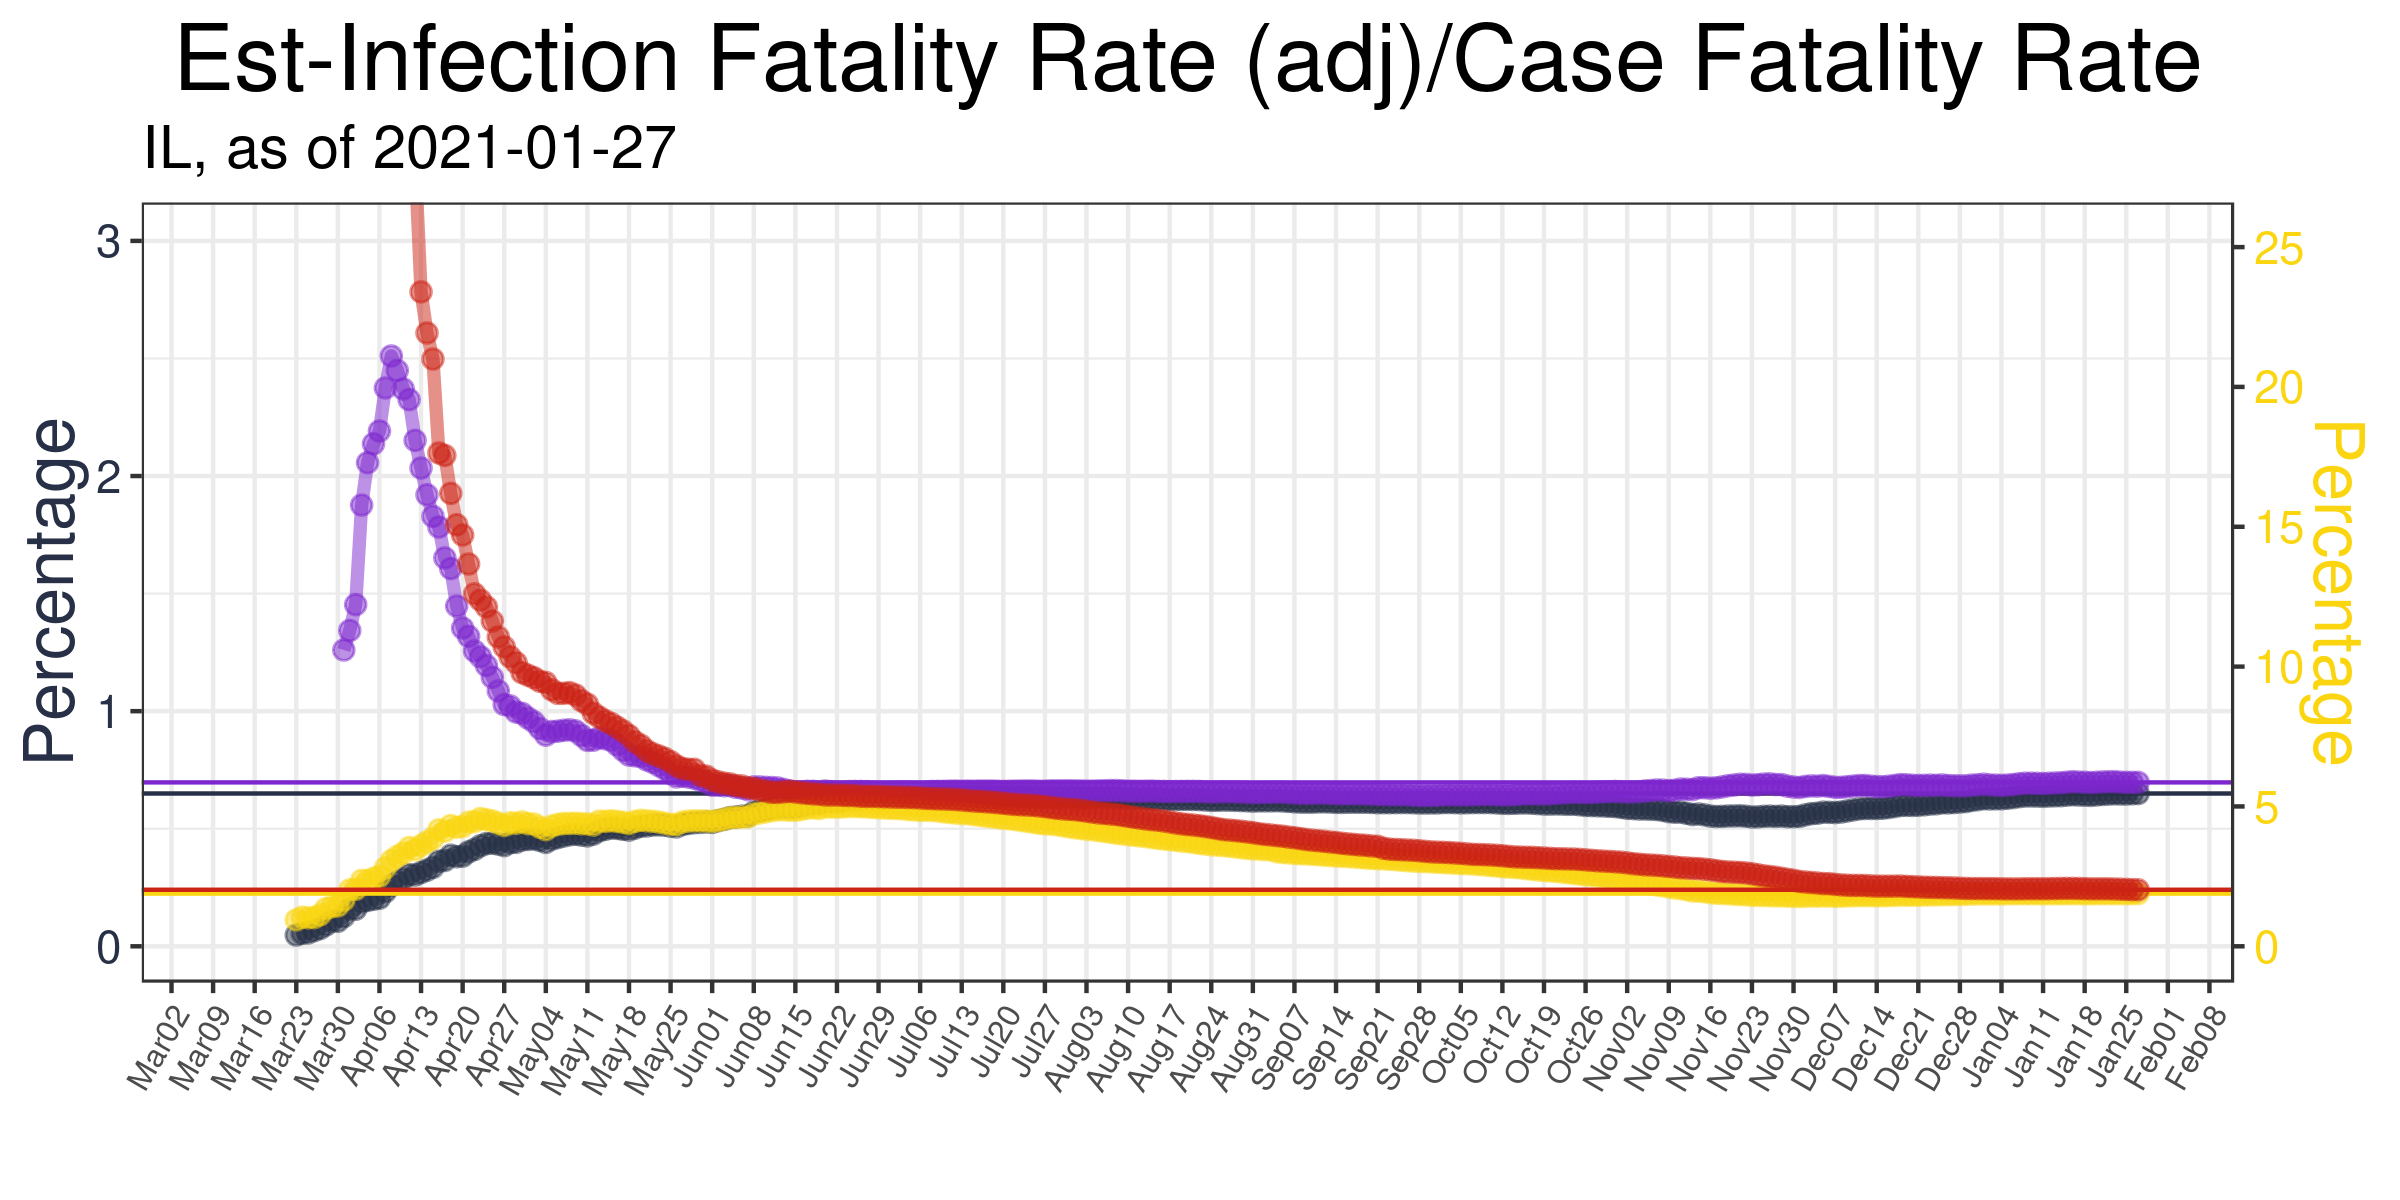 Est-Infection Fatality Rate (adj)/Case Fatality Rate
IL, as of 2021-01-27
Percentage
3
2
1
0
25
20
15
10
5
0
Percentage
Mar02
Mar09
Mar16
Mar23
Mar30
Apr06
Apr13
Apr20
Apr27
May04
May11
May18
May25
Jun01
Jun08
Jun15
Jun22
Jun29
Jul06
Jul13
Jul20
Jul27
Aug03
Aug10
Aug17
Aug24
Aug31
Sep07
Sep14
Sep21
Sep28
Oct05
Oct12
Oct19
Oct26
Nov02
Nov09
Nov16
Nov23
Nov30
Dec07
Dec14
Dec21
Dec28
Jan04
Jan11
Jan18
Jan25
Feb01
Feb08